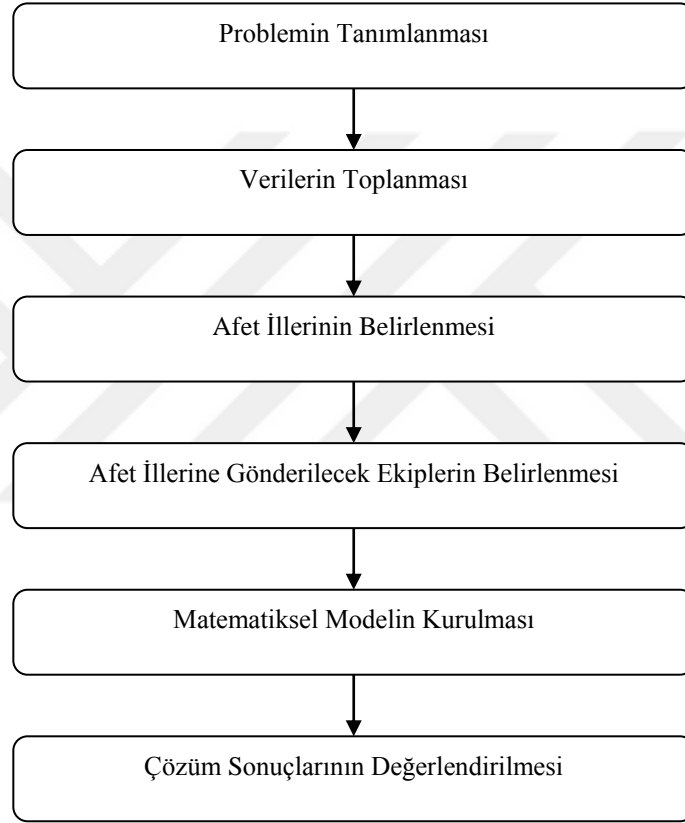 Problemin Tanımlanması
Verilerin Toplanması
Afet İllerinin Belirlenmesi
Afet İllerine Gönderilecek Ekiplerin Belirlenmesi
Matematiksel Modelin Kurulması
Çözüm Sonuçlarının Değerlendirilmesi